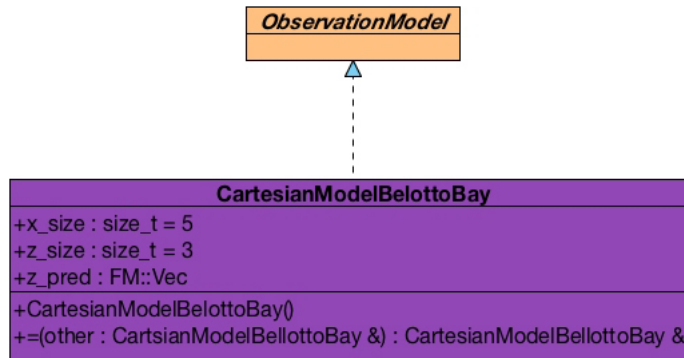 ObservationModel
CartesianModelBelottoBay
+x_size : size_t = 5
+z_size : size_t = 3
+z_pred : FM::Vec
+CartesianModelBelottoBay()
+=(other : CartsianModelBellottoBay &) : CartesianModelBellottoBay &